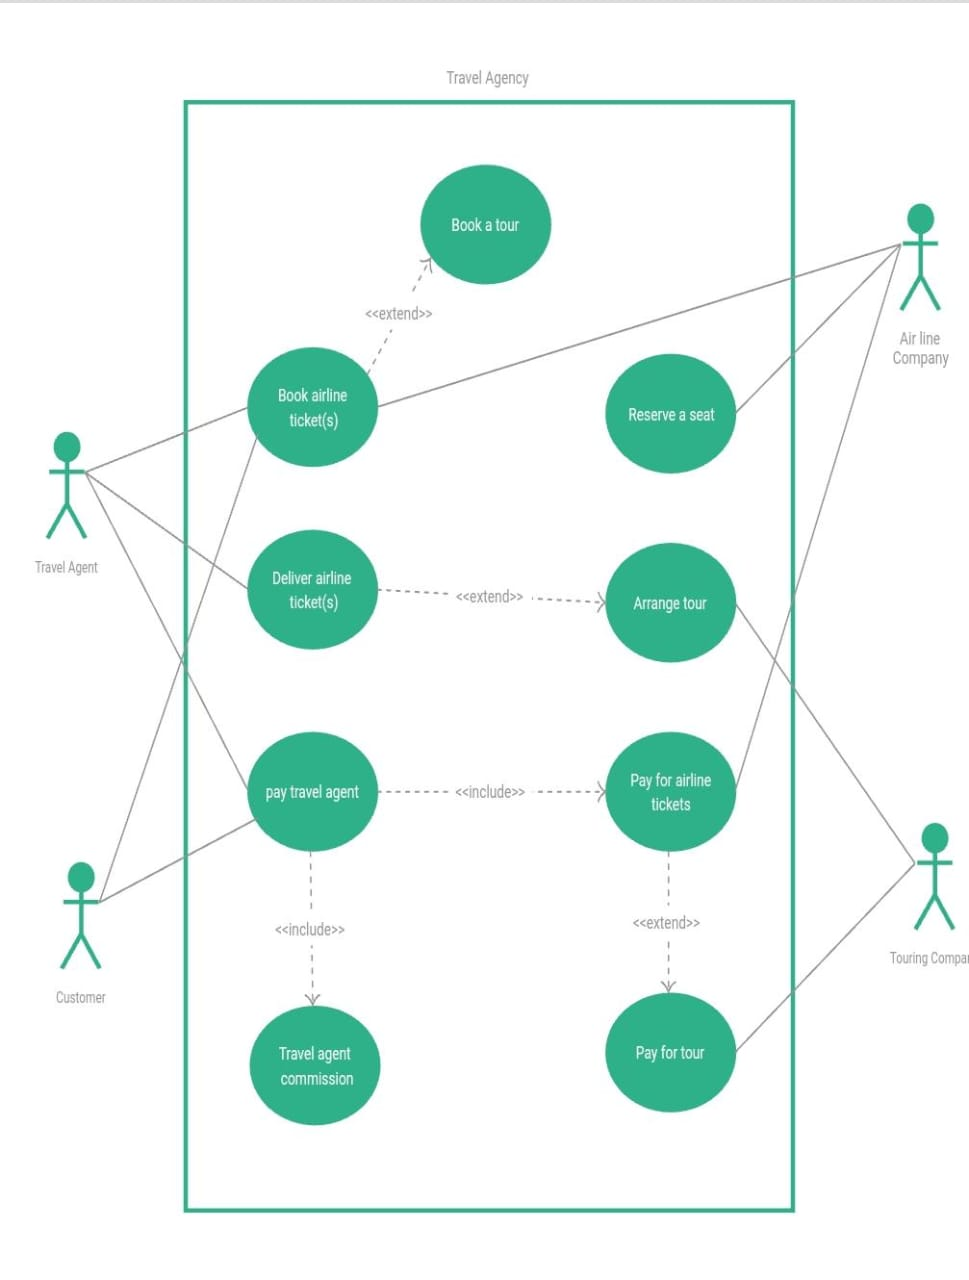 Travel Agency
Book a tour
<<extend>>
Air line
Company
Book airline
ticket(s)
Reserve a seat
Travel Agent
Deliver airline
ticket(s)
<<extend>>
Arrange tour
pay travel agent
<<include>>
Pay for airline
tickets
<<include>>
<<extend>>
Touring Compar
Customer
Travel agent
commission
Pay for tour